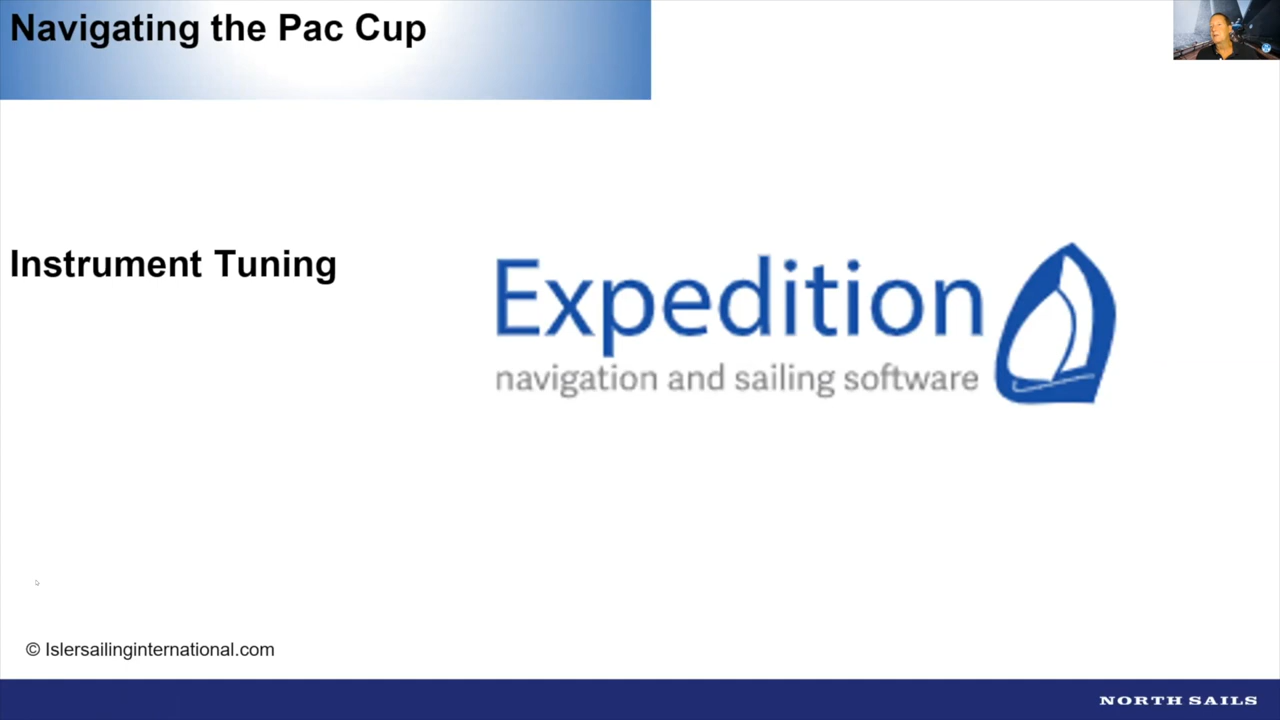 Navigating the Pac Cup
Instrument Tuning
Expedition
navigation and sailing software
© Islersailinginternational.com
NORTH SAILS